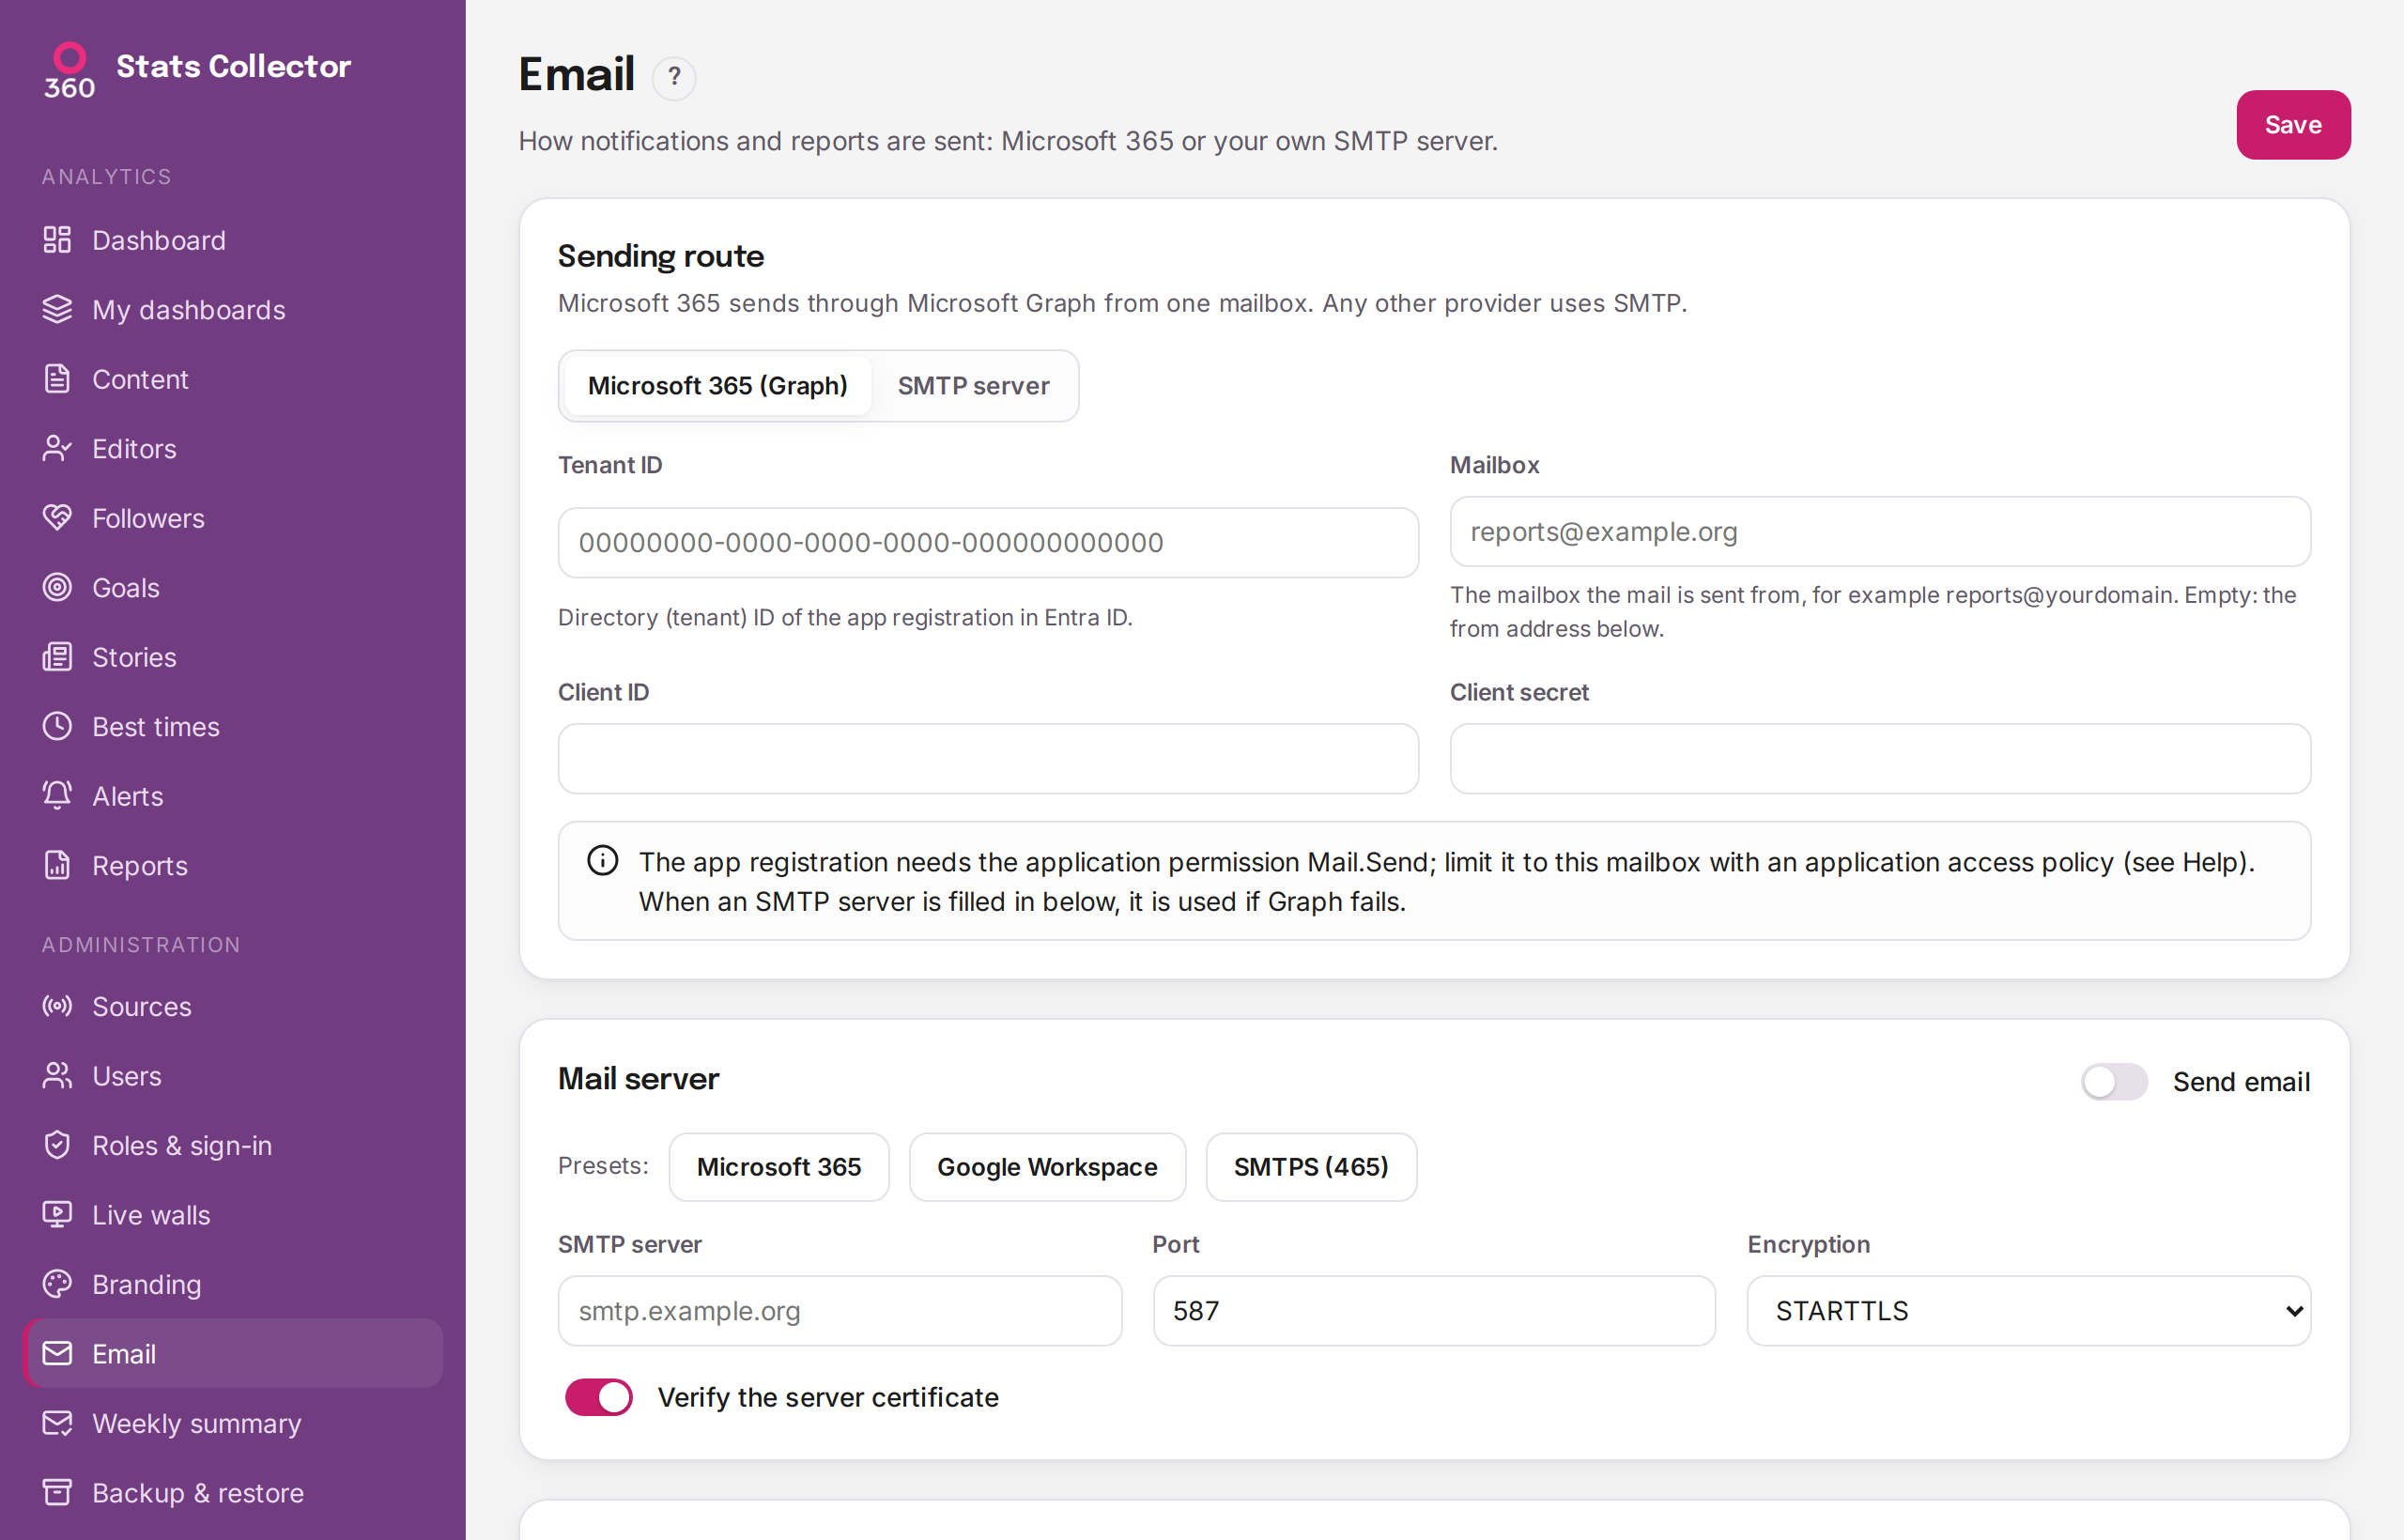 360
Stats Collector
ANALYTICS
Dashboard
My dashboards
Content
Editors
Followers
Goals
Stories
Best times
Alerts
Reports
ADMINISTRATION
Sources
Users
Roles & sign-in
Live walls
Branding
Email
Weekly summary
Backup & restore
Email ?
How notifications and reports are sent: Microsoft 365 or your own SMTP server.
Save
Sending route
Microsoft 365 sends through Microsoft Graph from one mailbox. Any other provider uses SMTP.
Microsoft 365 (Graph) SMTP server
Tenant ID
00000000-0000-0000-0000-000000000000
Directory (tenant) ID of the app registration in Entra ID.
Mailbox
reports@example.org
The mailbox the mail is sent from, for example reports@yourdomain. Empty: the
from address below.
Client ID
Client secret
The app registration needs the application permission Mail.Send; limit it to this mailbox with an application access policy (see Help).
When an SMTP server is filled in below, it is used if Graph fails.
Mail server
Send email
Presets: Microsoft 365 Google Workspace SMTPS (465)
SMTP server
smtp.example.org
Port
587
Encryption
STARTTLS
Verify the server certificate